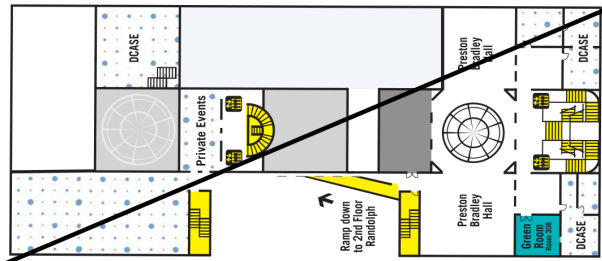 DCASE
Private Events
Ramp down
to 2nd Floor
Randolph
Preston
Bradley
Hall
Preston
Bradley
Hall
Green
Room
Room 308
DCASE
DCASE